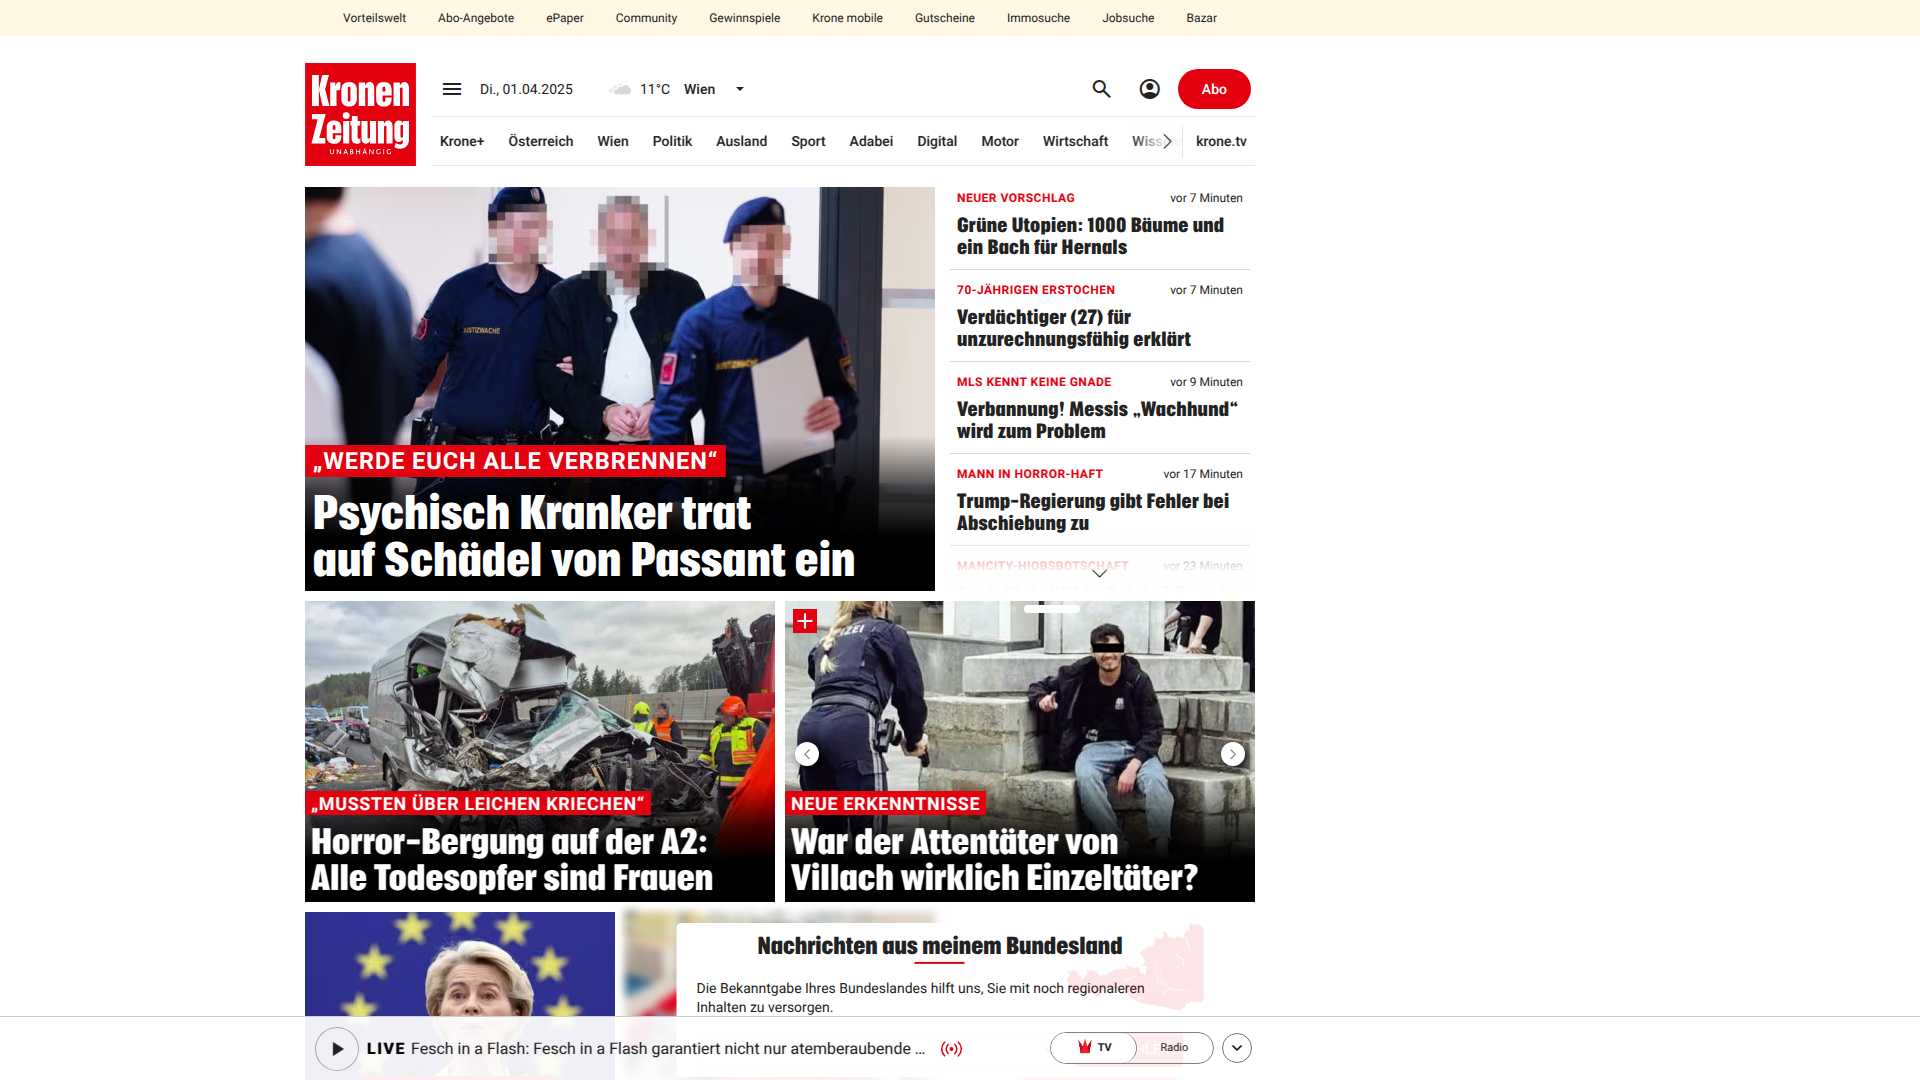 Vorteilswelt Abo-Angebote ePaper Community Gewinnspiele Krone mobile Gutscheine Immosuche Jobsuche Bazar
Kronen
Zeitung
UNABHÄNGIG
Di., 01.04.2025 11°C Wien
Abo
Krone+ Österreich Wien Politik Ausland Sport Adabei Digital Motor Wirtschaft Wiss krone.tv
JUSTIZWACHE
„WERDE EUCH ALLE VERBRENNEN“
Psychisch Kranker trat
auf Schädel von Passant ein
NEUER VORSCHLAG vor 7 Minuten
Grüne Utopien: 1000 Bäume und
ein Bach für Hernals
70-JÄHRIGEN ERSTOCHEN vor 7 Minuten
Verdächtiger (27) für
unzurechnungsfähig erklärt
MLS KENNT KEINE GNADE vor 9 Minuten
Verbannung! Messis „Wachhund“
wird zum Problem
MANN IN HORROR-HAFT vor 17 Minuten
Trump-Regierung gibt Fehler bei
Abschiebung zu
MANCITY-HIOBSBOTSCHAFT vor 23 Minuten
„MUSSTEN ÜBER LEICHEN KRIECHEN“
Horror-Bergung auf der A2:
Alle Todesopfer sind Frauen
NEUE ERKENNTNISSE
War der Attentäter von
Villach wirklich Einzeltäter?
Nachrichten aus meinem Bundesland
Die Bekanntgabe Ihres Bundeslandes hilft uns, Sie mit noch regionaleren
Inhalten zu versorgen.
LIVE Fesch in a Flash: Fesch in a Flash garantiert nicht nur atemberaubende ...
TV Radio